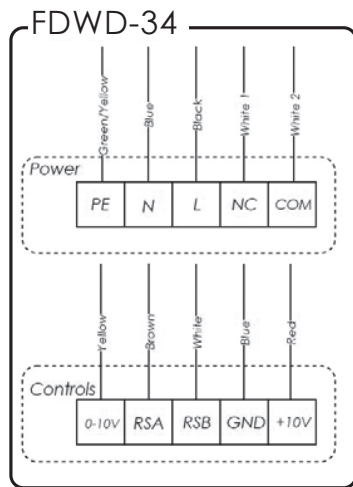 FDWD-34
Green/Yellow
Blue
Black
White 1
White 2
Power
PE N L NC COM
Yellow
Brown
White
Blue
Red
Controls
0-10V RSA RSB GND +10V